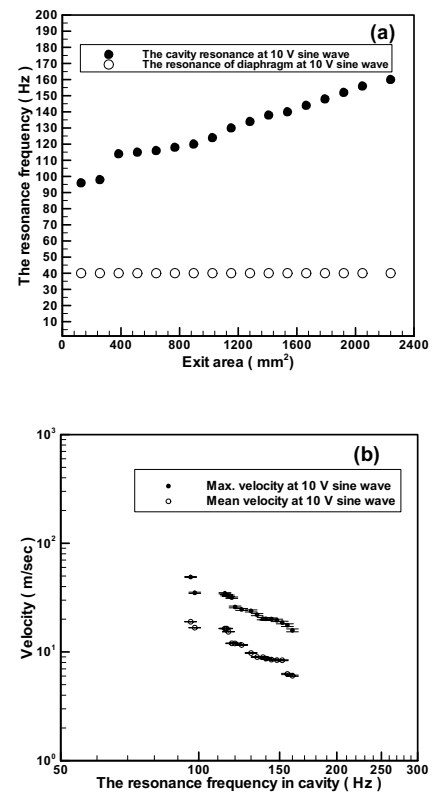 (a)
The cavity resonance at 10 V sine wave
The resonance of diaphragm at 10 V sine wave
The resonance frequency ( Hz )
200
190
180
170
160
150
140
130
120
110
100
90
80
70
60
50
40
30
20
10
0 400 800 1200 1600 2000 2400
Exit area ( mm²)
(b)
Max. velocity at 10 V sine wave
Mean velocity at 10 V sine wave
Velocity ( m/sec )
10³
10²
10¹
10⁰
50 100 150 200 250 300
The resonance frequency in cavity ( Hz )